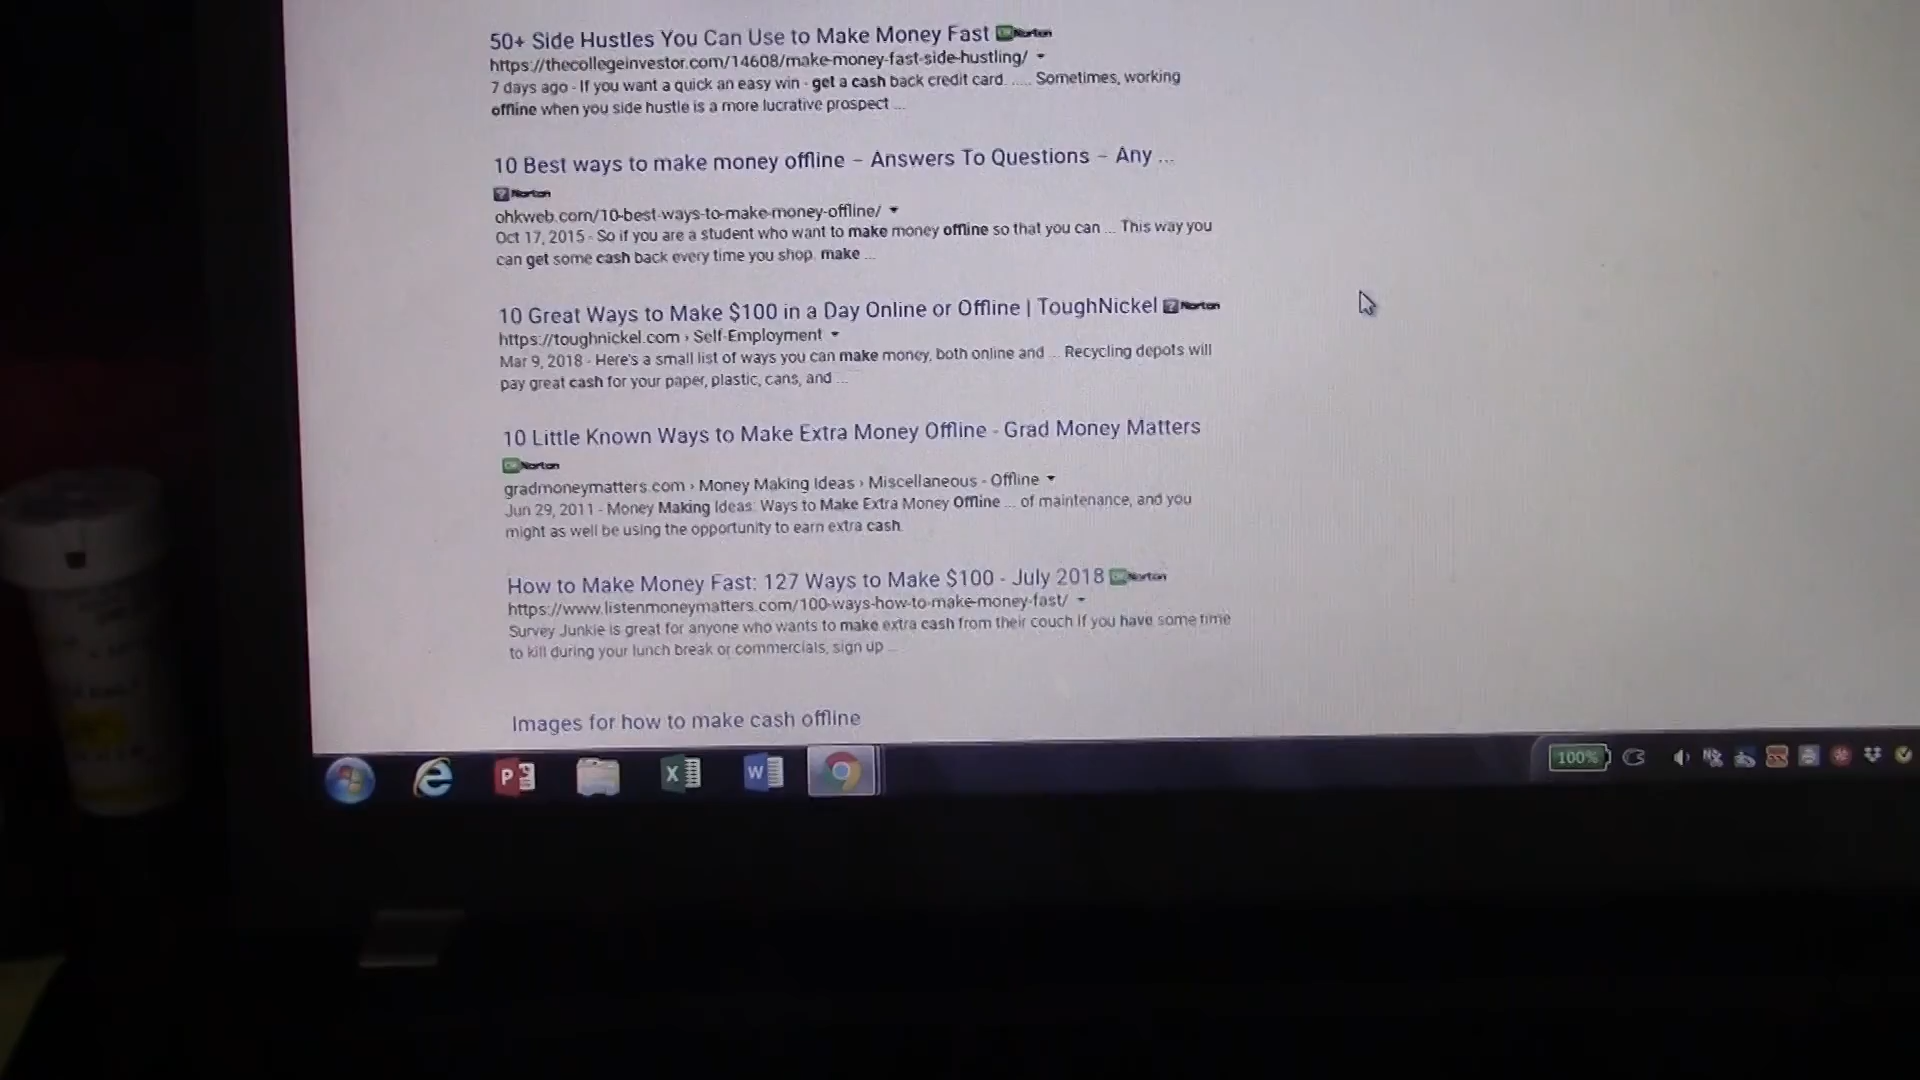 50+ Side Hustles You Can Use to Make Money Fast OK Norton
https://thecollegeinvestor.com/14608/make-money-fast-side-hustling/
7 days ago - If you want a quick an easy win - get a cash back credit card. ..... Sometimes, working
offline when you side hustle is a more lucrative prospect ...
10 Best ways to make money offline – Answers To Questions – Any ...
? Norton
ohkweb.com/10-best-ways-to-make-money-offline/
Oct 17, 2015 - So if you are a student who want to make money offline so that you can ... This way you
can get some cash back every time you shop. make ...
10 Great Ways to Make $100 in a Day Online or Offline | ToughNickel ? Norton
https://toughnickel.com › Self-Employment
Mar 9, 2018 - Here's a small list of ways you can make money, both online and ... Recycling depots will
pay great cash for your paper, plastic, cans, and ...
10 Little Known Ways to Make Extra Money Offline - Grad Money Matters
OK Norton
gradmoneymatters.com › Money Making Ideas › Miscellaneous - Offline
Jun 29, 2011 - Money Making Ideas: Ways to Make Extra Money Offline ... of maintenance, and you
might as well be using the opportunity to earn extra cash.
How to Make Money Fast: 127 Ways to Make $100 - July 2018 OK Norton
https://www.listenmoneymatters.com/100-ways-how-to-make-money-fast/
Survey Junkie is great for anyone who wants to make extra cash from their couch If you have some time
to kill during your lunch break or commercials, sign up ...
Images for how to make cash offline
100%